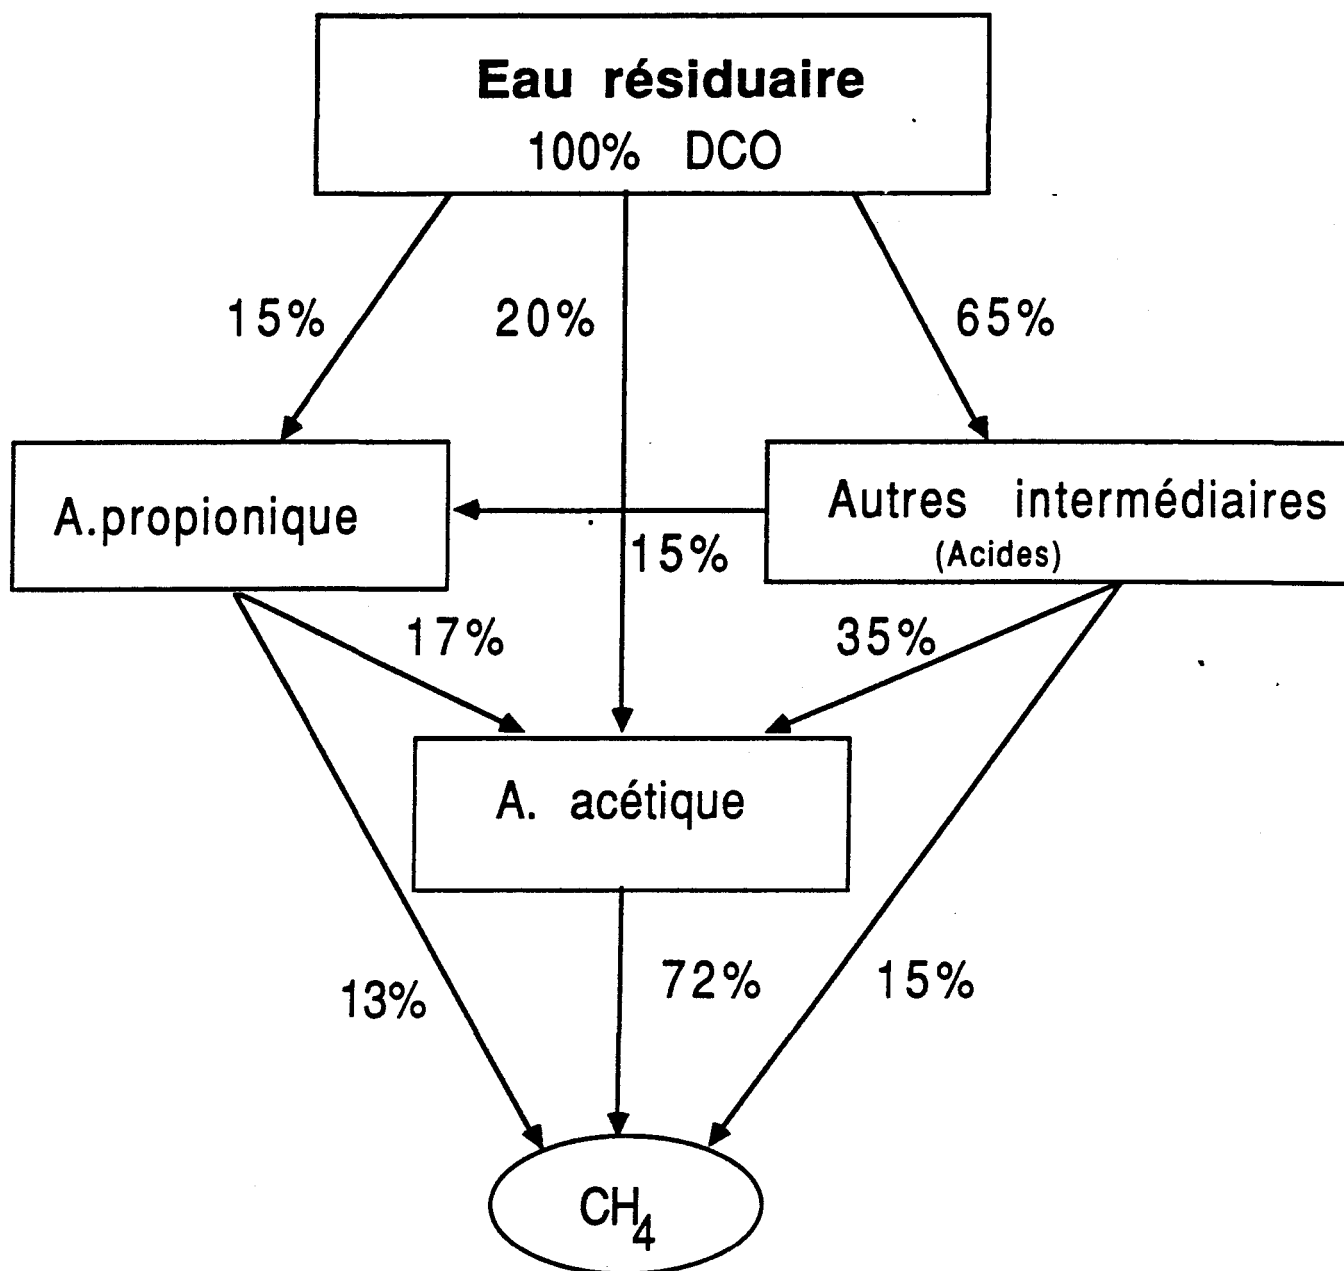 Eau résiduaire
100% DCO
15%
20%
65%
A.propionique
Autres intermédiaires
(Acides)
15%
17%
35%
A. acétique
13%
72%
15%
CH4